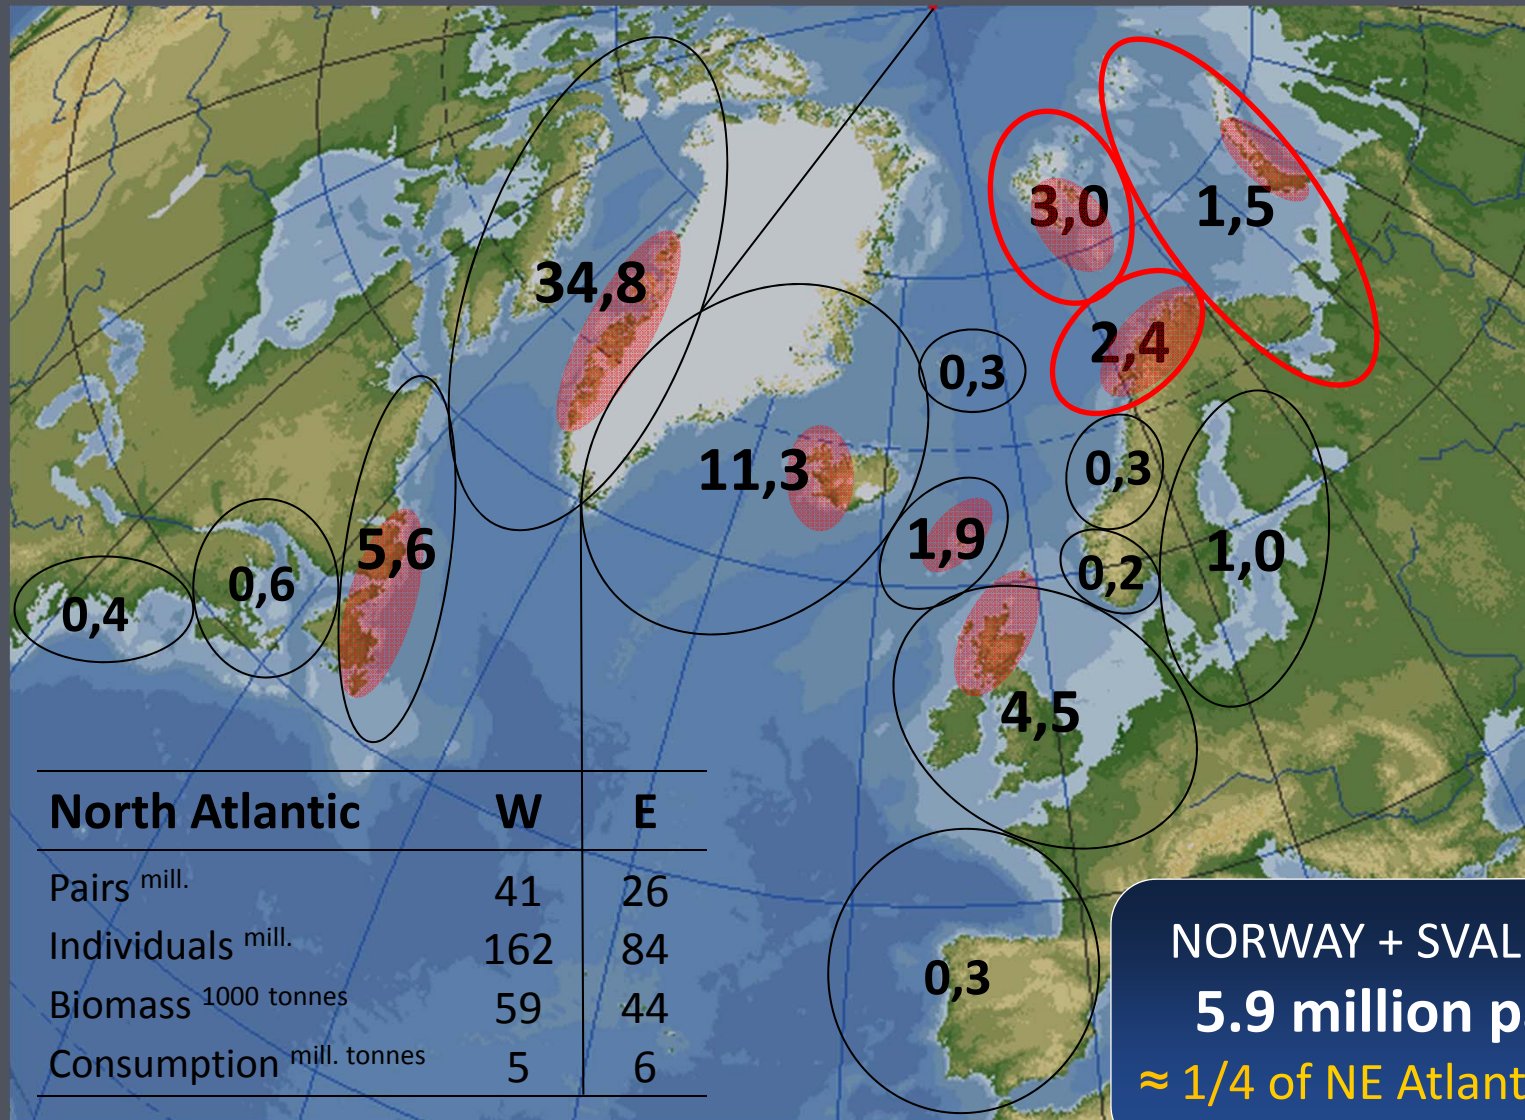 34,8
3,0
1,5
2,4
0,3
11,3
0,3
5,6
1,9
0,6
0,2
1,0
0,4
4,5
0,3
North Atlantic W E
Pairs mill. 41 26
Individuals mill. 162 84
Biomass 1000 tonnes 59 44
Consumption mill. tonnes 5 6
NORWAY + SVAL
5.9 million p
≈ 1/4 of NE Atlant